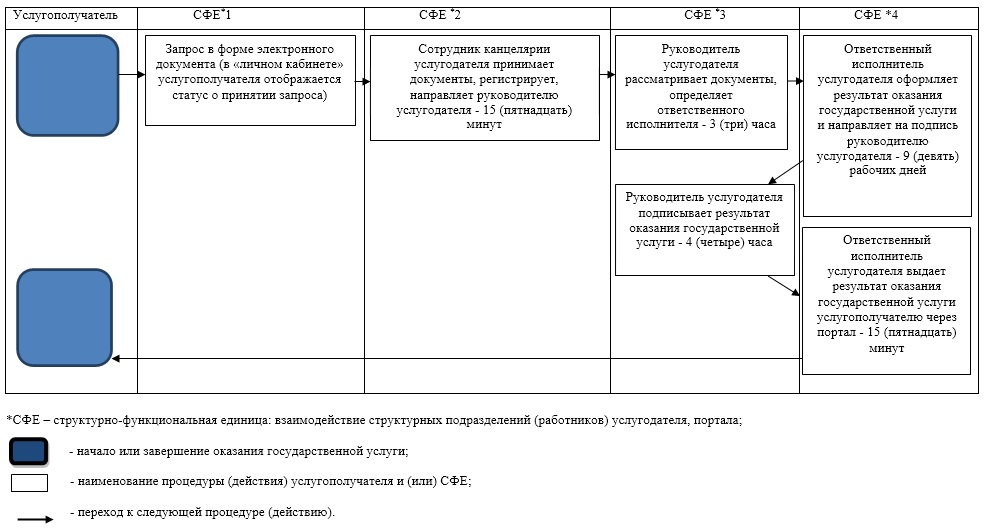 Услугополучатель
СФЕ*1
СФЕ *2
СФЕ *3
СФЕ *4
Запрос в форме электронного
документа (в «личном кабинете»
услугополучателя отображается
статус о принятии запроса)
Сотрудник канцелярии
услугодателя принимает
документы, регистрирует,
направляет руководителю
услугодателя - 15 (пятнадцать)
минут
Руководитель
услугодателя
рассматривает документы,
определяет
ответственного
исполнителя - 3 (три) часа
Ответственный
исполнитель
услугодателя оформляет
результат оказания
государственной услуги
и направляет на подпись
руководителю
услугодателя - 9 (девять)
рабочих дней
Руководитель услугодателя
подписывает результат
оказания государственной
услуги - 4 (четыре) часа
Ответственный
исполнитель
услугодателя выдает
результат оказания
государственной услуги
услугополучателю через
портал - 15 (пятнадцать)
минут
*СФЕ – структурно-функциональная единица: взаимодействие структурных подразделений (работников) услугодателя, портала;
- начало или завершение оказания государственной услуги;
- наименование процедуры (действия) услугополучателя и (или) СФЕ;
- переход к следующей процедуре (действию).